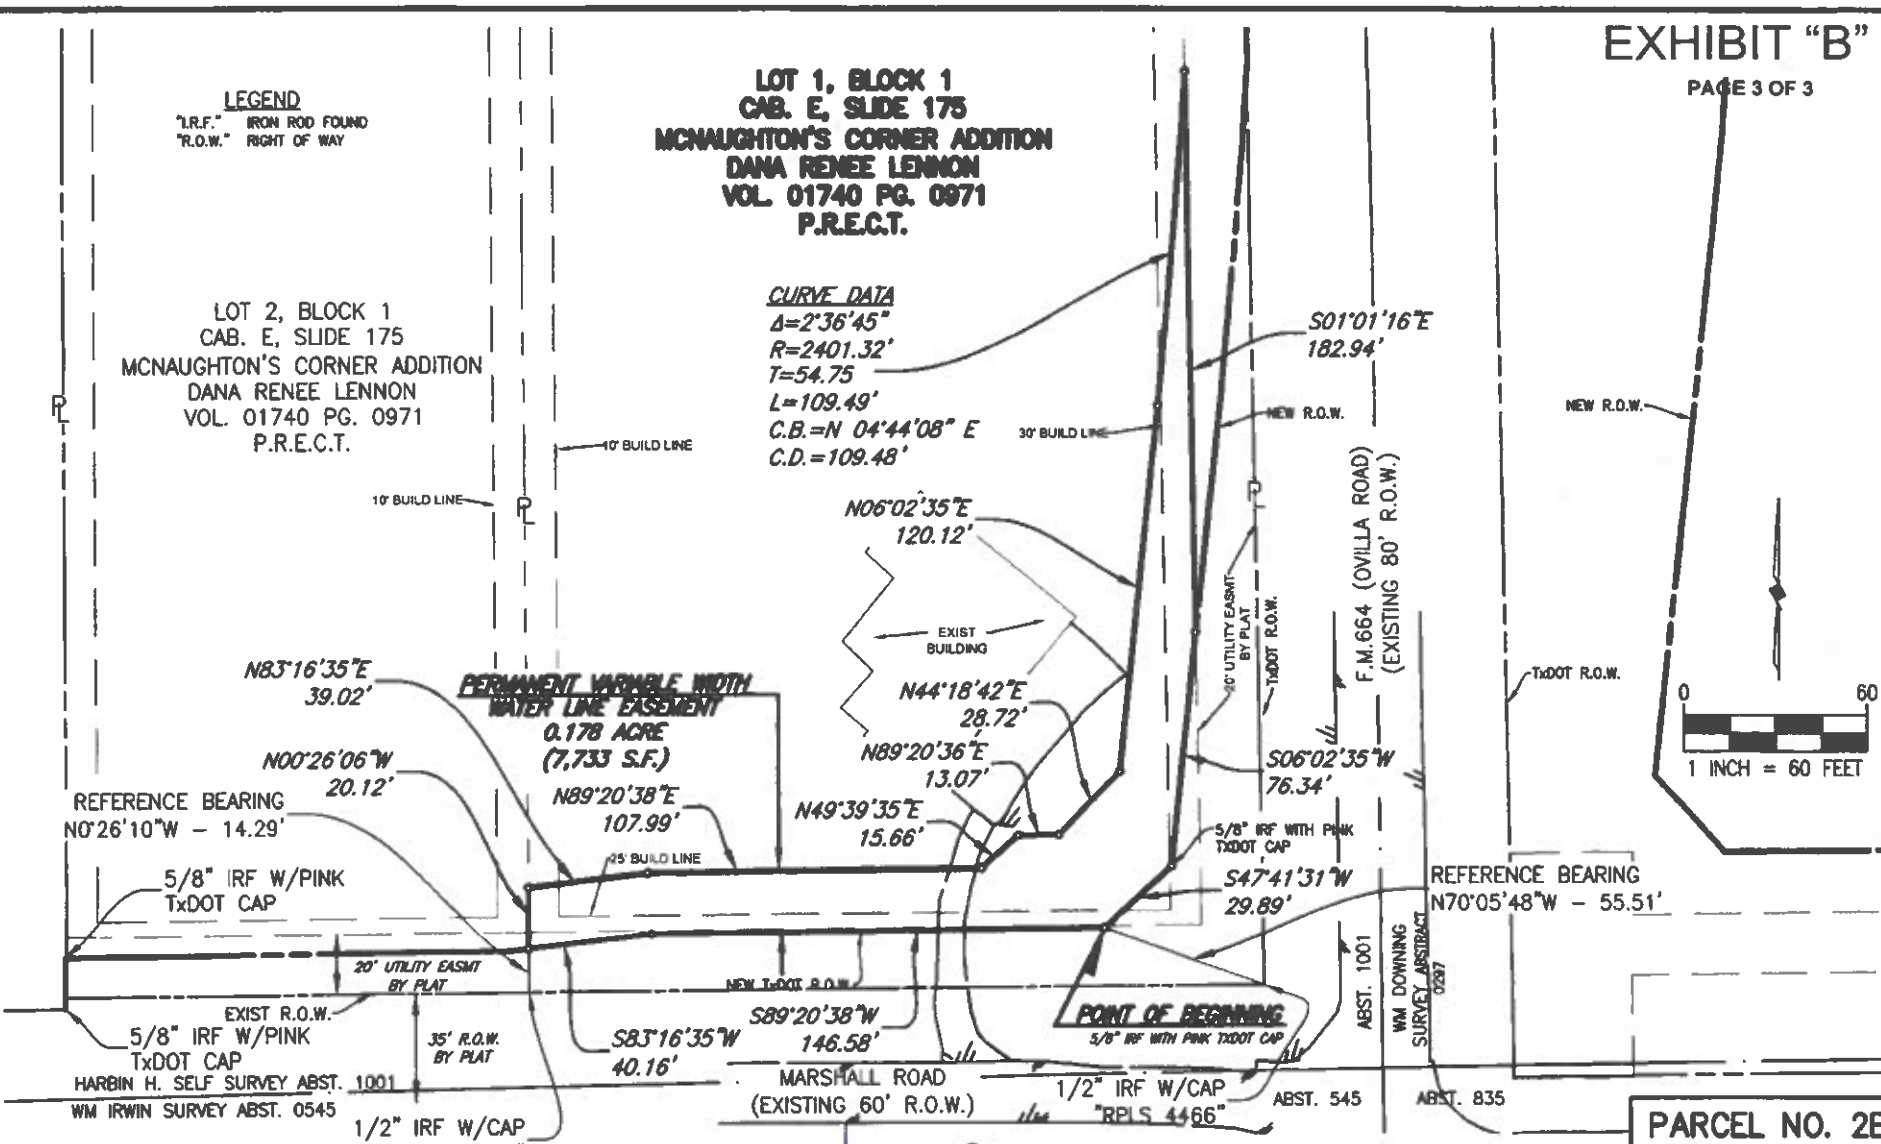 EXHIBIT "B"
PAGE 3 OF 3
LEGEND
"I.R.F." IRON ROD FOUND
"R.O.W." RIGHT OF WAY
LOT 1, BLOCK 1
CAB. E, SLIDE 175
MCNAUGHTON'S CORNER ADDITION
DANA RENEE LENNON
VOL. 01740 PG. 0971
P.R.E.C.T.
LOT 2, BLOCK 1
CAB. E, SLIDE 175
MCNAUGHTON'S CORNER ADDITION
DANA RENEE LENNON
VOL. 01740 PG. 0971
P.R.E.C.T.
CURVE DATA
Δ=2°36'45"
R=2401.32'
T=54.75
L=109.49'
C.B.=N 04°44'08" E
C.D.=109.48'
S01°01'16"E
182.94'
NEW R.O.W.
NEW R.O.W.
30' BUILD LINE
10' BUILD LINE
10' BUILD LINE
PL
PL
PL
N06°02'35"E
120.12'
EXIST
BUILDING
F.M.664 (OVILLA ROAD)
(EXISTING 80' R.O.W.)
20' UTILITY EASMT
BY PLAT
TxDOT R.O.W.
TxDOT R.O.W.
0 60
1 INCH = 60 FEET
N83°16'35"E
39.02'
PERMANENT VARIABLE WIDTH
WATER LINE EASEMENT
0.178 ACRE
(7,733 S.F.)
N44°18'42"E
28.72'
N89°20'36"E
13.07'
S06°02'35"W
76.34'
N00°26'06"W
20.12'
N89°20'38"E
107.99'
N49°39'35"E
15.66'
REFERENCE BEARING
N0°26'10"W - 14.29'
25' BUILD LINE
5/8" IRF WITH PINK
TXDOT CAP
5/8" IRF W/PINK
TxDOT CAP
S47°41'31"W
29.89'
REFERENCE BEARING
N70°05'48"W - 55.51'
20' UTILITY EASMT
BY PLAT
NEW TxDOT R.O.W.
EXIST R.O.W.
ABST. 1001
WM DOWNING
SURVEY ABSTRACT
0297
POINT OF BEGINNING
5/8" IRF WITH PINK TXDOT CAP
5/8" IRF W/PINK
TxDOT CAP
35' R.O.W.
BY PLAT
S83°16'35"W
40.16'
S89°20'38"W
146.58'
HARBIN H. SELF SURVEY ABST. 1001
WM IRWIN SURVEY ABST. 0545
MARSHALL ROAD
(EXISTING 60' R.O.W.)
1/2" IRF W/CAP
"RPLS 4466"
ABST. 545
ABST. 835
1/2" IRF W/CAP
PARCEL NO. 2E